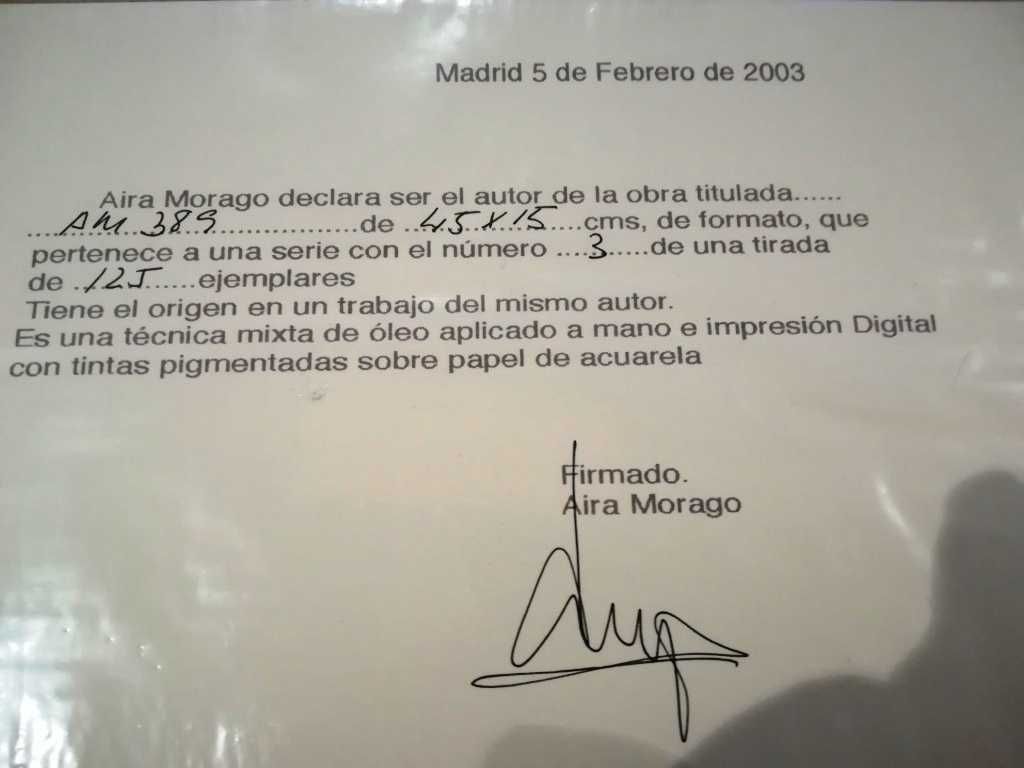 Madrid 5 de Febrero de 2003
Aira Morago declara ser el autor de la obra titulada......
....AM 389..................de ..45 X 15....cms, de formato, que
pertenece a una serie con el número ....3.....de una tirada
de ..125......ejemplares
Tiene el origen en un trabajo del mismo autor.
Es una técnica mixta de óleo aplicado a mano e impresión Digital
con tintas pigmentadas sobre papel de acuarela
Firmado.
Aira Morago